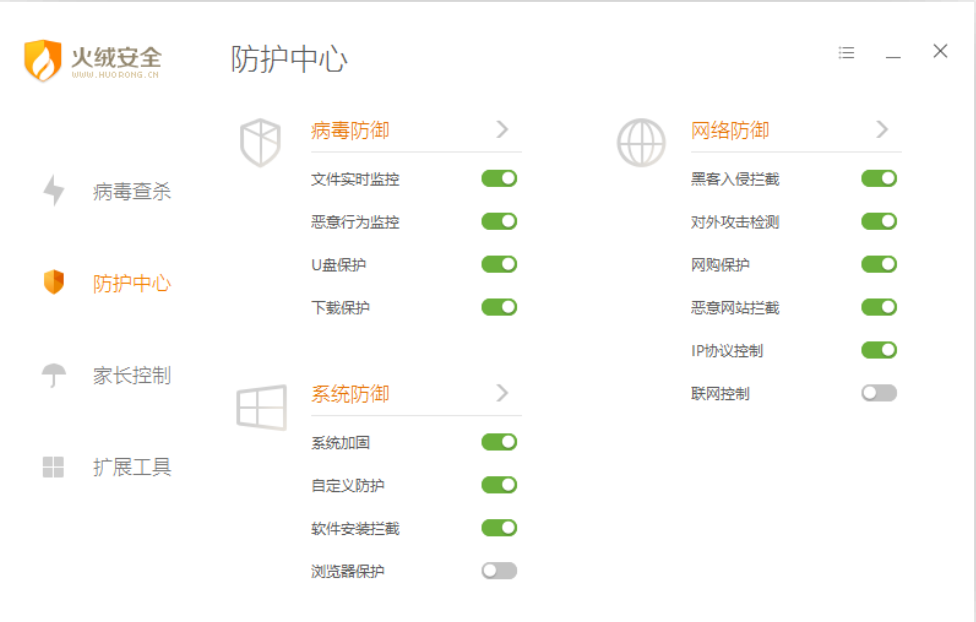 火绒安全
WWW.HUORONG.CN
防护中心
病毒查杀
防护中心
家长控制
扩展工具
病毒防御
文件实时监控
恶意行为监控
U盘保护
下载保护
系统防御
系统加固
自定义防护
软件安装拦截
浏览器保护
网络防御
黑客入侵拦截
对外攻击检测
网购保护
恶意网站拦截
IP协议控制
联网控制